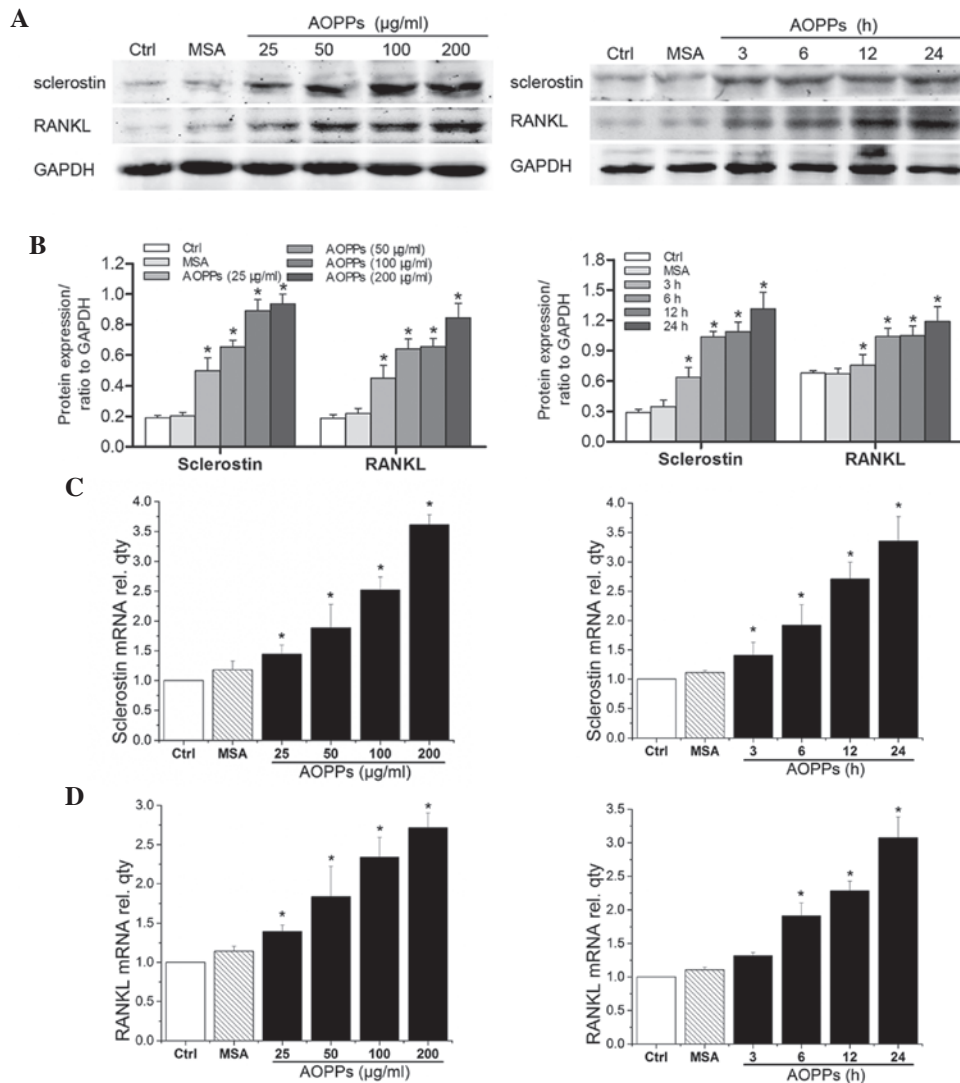 A
AOPPs (µg/ml)
Ctrl MSA 25 50 100 200
sclerostin
RANKL
GAPDH
AOPPs (h)
Ctrl MSA 3 6 12 24
sclerostin
RANKL
GAPDH
B
Ctrl
MSA
AOPPs (25 µg/ml)
AOPPs (50 µg/ml)
AOPPs (100 µg/ml)
AOPPs (200 µg/ml)
Protein expression/
ratio to GAPDH
1.2
1.0
0.8
0.6
0.4
0.2
0.0
* * * * * * * *
Sclerostin RANKL
Ctrl
MSA
3 h
6 h
12 h
24 h
Protein expression/
ratio to GAPDH
1.8
1.5
1.2
0.9
0.6
0.3
0.0
* * * * * * * *
Sclerostin RANKL
C
Sclerostin mRNA rel. qty
4.0
3.5
3.0
2.5
2.0
1.5
1.0
0.5
0.0
* * * *
Ctrl MSA 25 50 100 200
AOPPs (µg/ml)
Sclerostin mRNA rel. qty
4.0
3.5
3.0
2.5
2.0
1.5
1.0
0.5
0.0
* * * *
Ctrl MSA 3 6 12 24
AOPPs (h)
D
RANKL mRNA rel. qty
3.0
2.5
2.0
1.5
1.0
0.5
0.0
* * * *
Ctrl MSA 25 50 100 200
AOPPs (µg/ml)
RANKL mRNA rel. qty
3.5
3.0
2.5
2.0
1.5
1.0
0.5
0.0
* * *
Ctrl MSA 3 6 12 24
AOPPs (h)